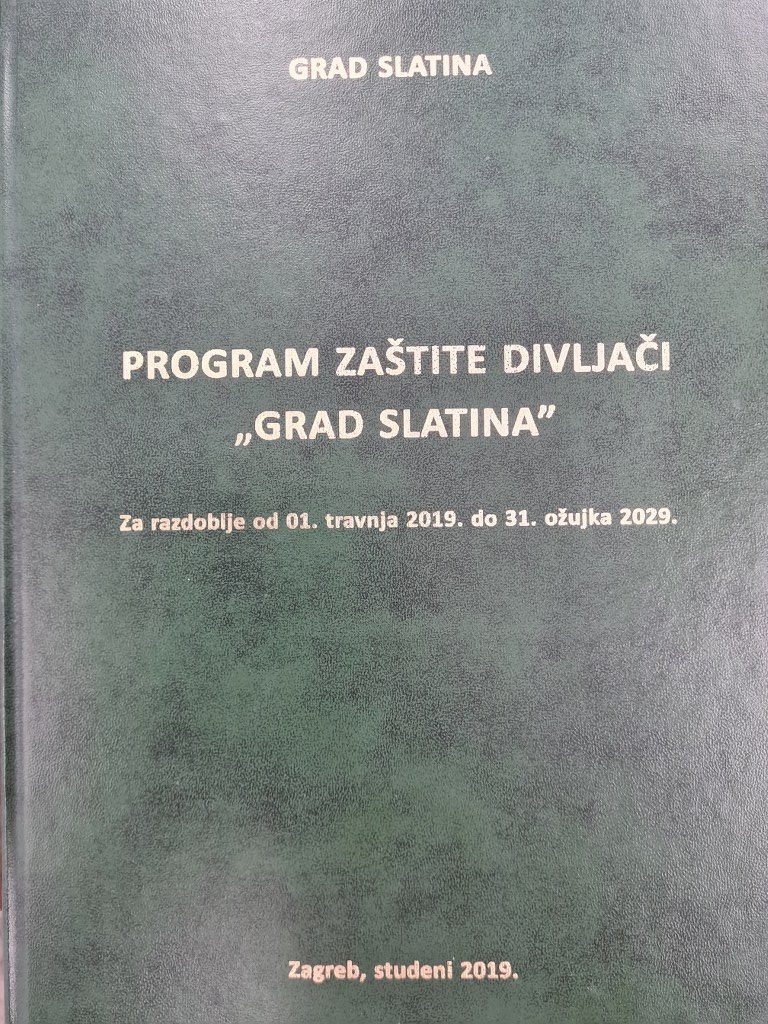 GRAD SLATINA
PROGRAM ZAŠTITE DIVLJAČI
„GRAD SLATINA”
Za razdoblje od 01. travnja 2019. do 31. ožujka 2029.
Zagreb, studeni 2019.